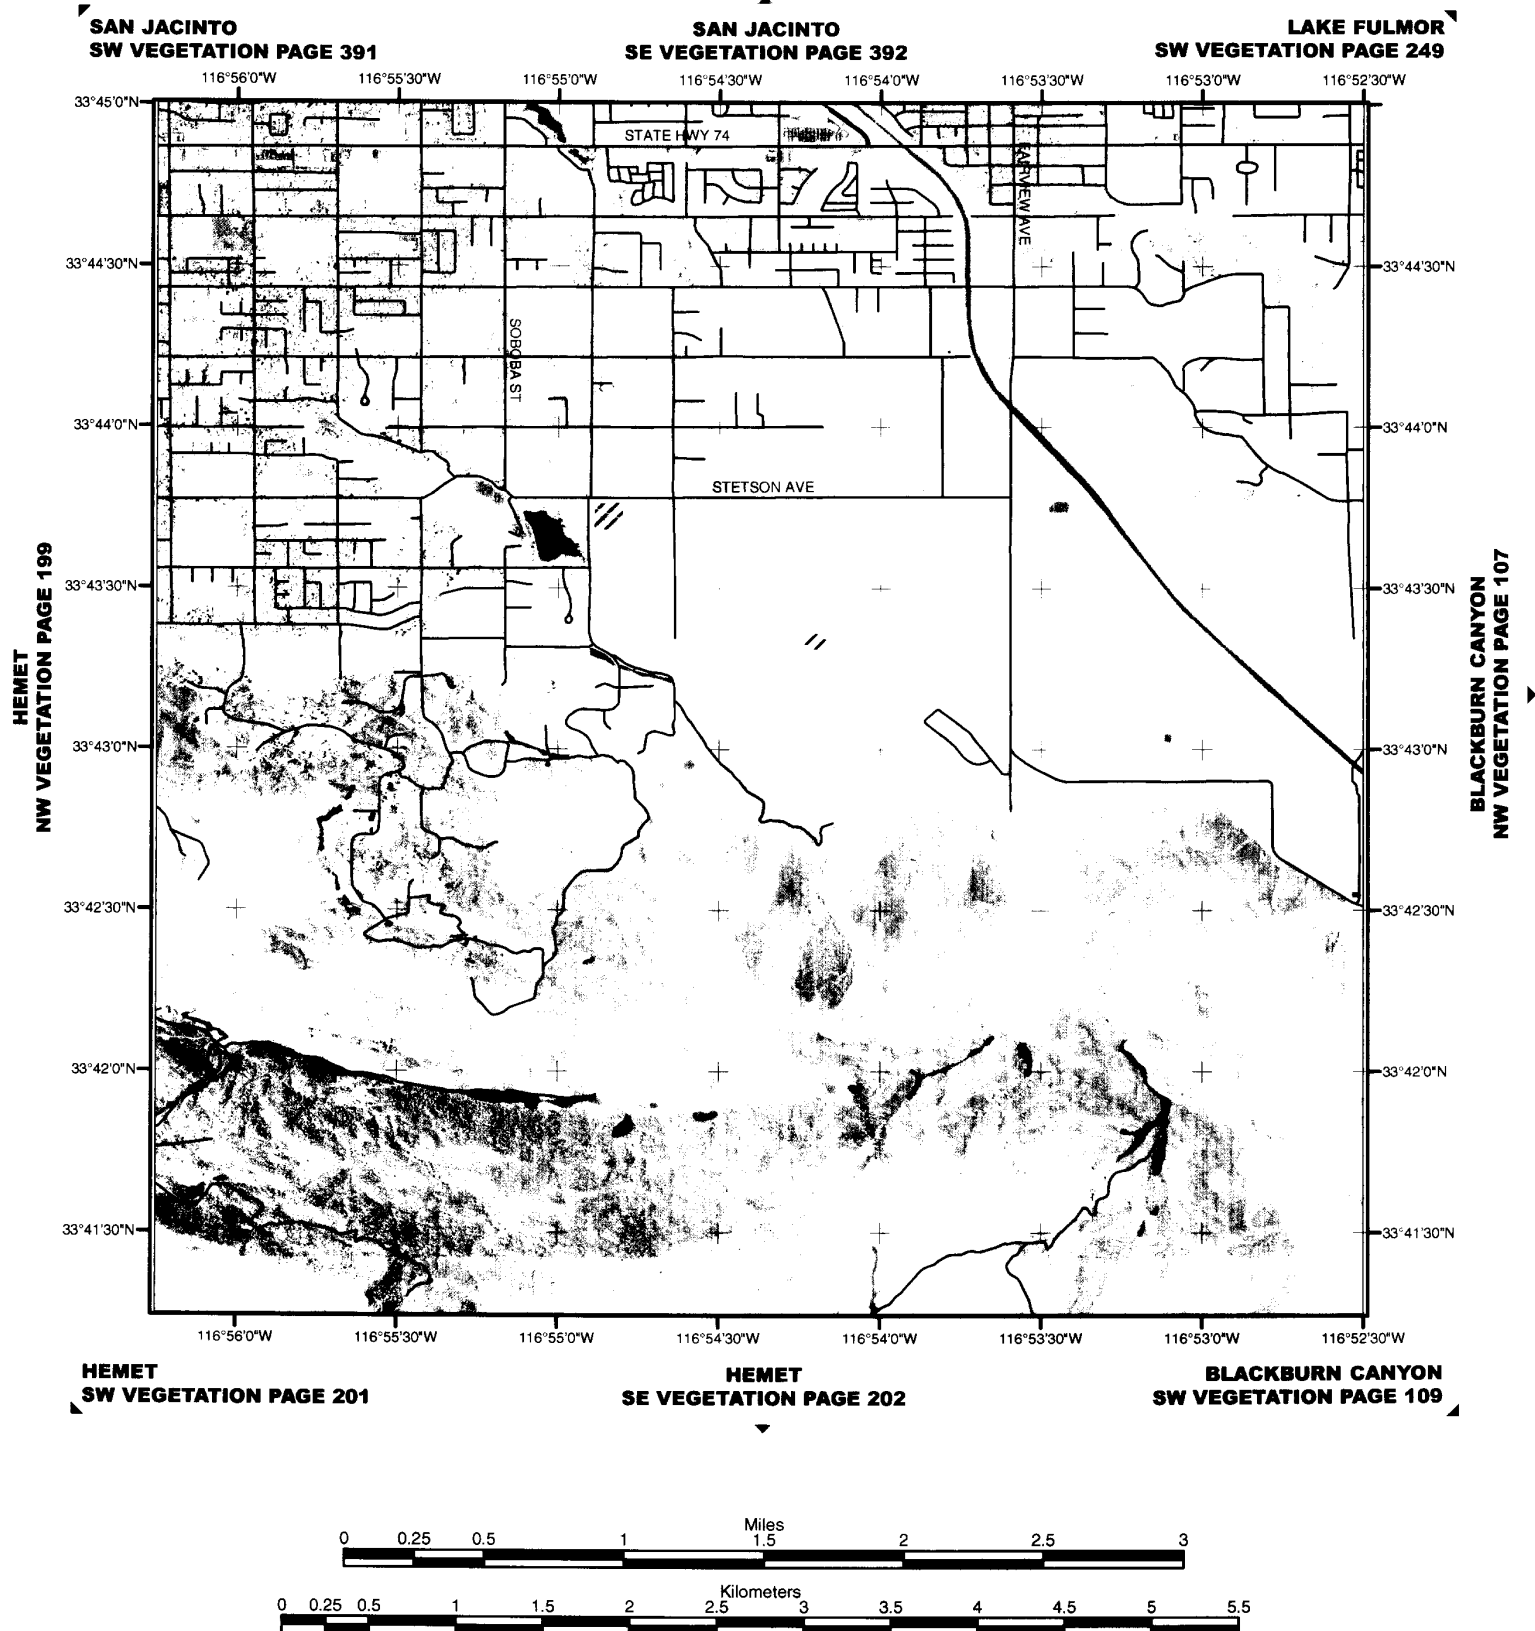 SAN JACINTO
SW VEGETATION PAGE 391
SAN JACINTO
SE VEGETATION PAGE 392
LAKE FULMOR
SW VEGETATION PAGE 249
116°56'0"W 116°55'30"W 116°55'0"W 116°54'30"W 116°54'0"W 116°53'30"W 116°53'0"W 116°52'30"W
33°45'0"N
STATE HWY 74
FAIRVIEW AVE
33°44'30"N 33°44'30"N
SOBOBA ST
33°44'0"N 33°44'0"N
STETSON AVE
33°43'30"N 33°43'30"N
HEMET
NW VEGETATION PAGE 199
BLACKBURN CANYON
NW VEGETATION PAGE 107
33°43'0"N 33°43'0"N
33°42'30"N 33°42'30"N
33°42'0"N 33°42'0"N
33°41'30"N 33°41'30"N
116°56'0"W 116°55'30"W 116°55'0"W 116°54'30"W 116°54'0"W 116°53'30"W 116°53'0"W 116°52'30"W
HEMET
SW VEGETATION PAGE 201
HEMET
SE VEGETATION PAGE 202
BLACKBURN CANYON
SW VEGETATION PAGE 109
Miles
0 0.25 0.5 1 1.5 2 2.5 3
Kilometers
0 0.25 0.5 1 1.5 2 2.5 3 3.5 4 4.5 5 5.5